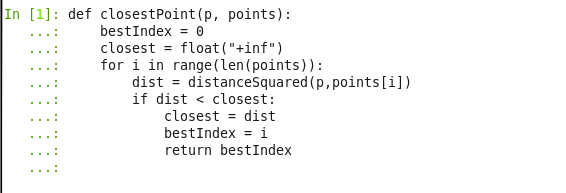 In [1]: def closestPoint(p, points):
   ...:     bestIndex = 0
   ...:     closest = float("+inf")
   ...:     for i in range(len(points)):
   ...:         dist = distanceSquared(p,points[i])
   ...:         if dist < closest:
   ...:             closest = dist
   ...:             bestIndex = i
   ...:             return bestIndex
   ...: